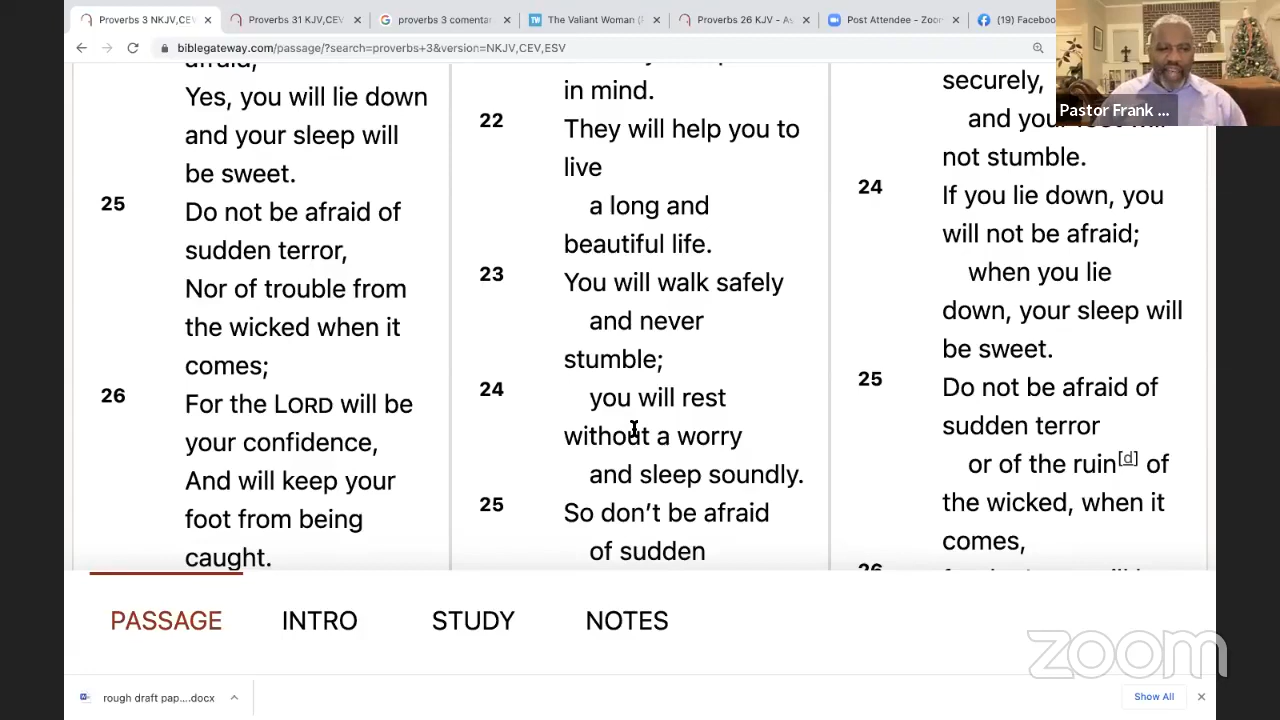 Proverbs 3 NKJV,CEV
Proverbs 31 KJV,CEV
proverbs 3 comentar
The Valiant Woman (
Proverbs 26 KJV - A
Post Attendee - Zoo
(19) Faceboo
biblegateway.com/passage/?search=proverbs+3&version=NKJV,CEV,ESV
Pastor Frank ...
afraid;
Yes, you will lie down
and your sleep will
be sweet.
25 Do not be afraid of
sudden terror,
Nor of trouble from
the wicked when it
comes;
26 For the LORD will be
your confidence,
And will keep your
foot from being
caught.
in mind.
22 They will help you to
live
a long and
beautiful life.
23 You will walk safely
and never
stumble;
24 you will rest
without a worry
and sleep soundly.
25 So don’t be afraid
of sudden
securely,
and your
not stumble.
24 If you lie down, you
will not be afraid;
when you lie
down, your sleep will
be sweet.
25 Do not be afraid of
sudden terror
or of the ruin[d] of
the wicked, when it
comes,
26
PASSAGE INTRO STUDY NOTES
zoom
rough draft pap....docx
Show All